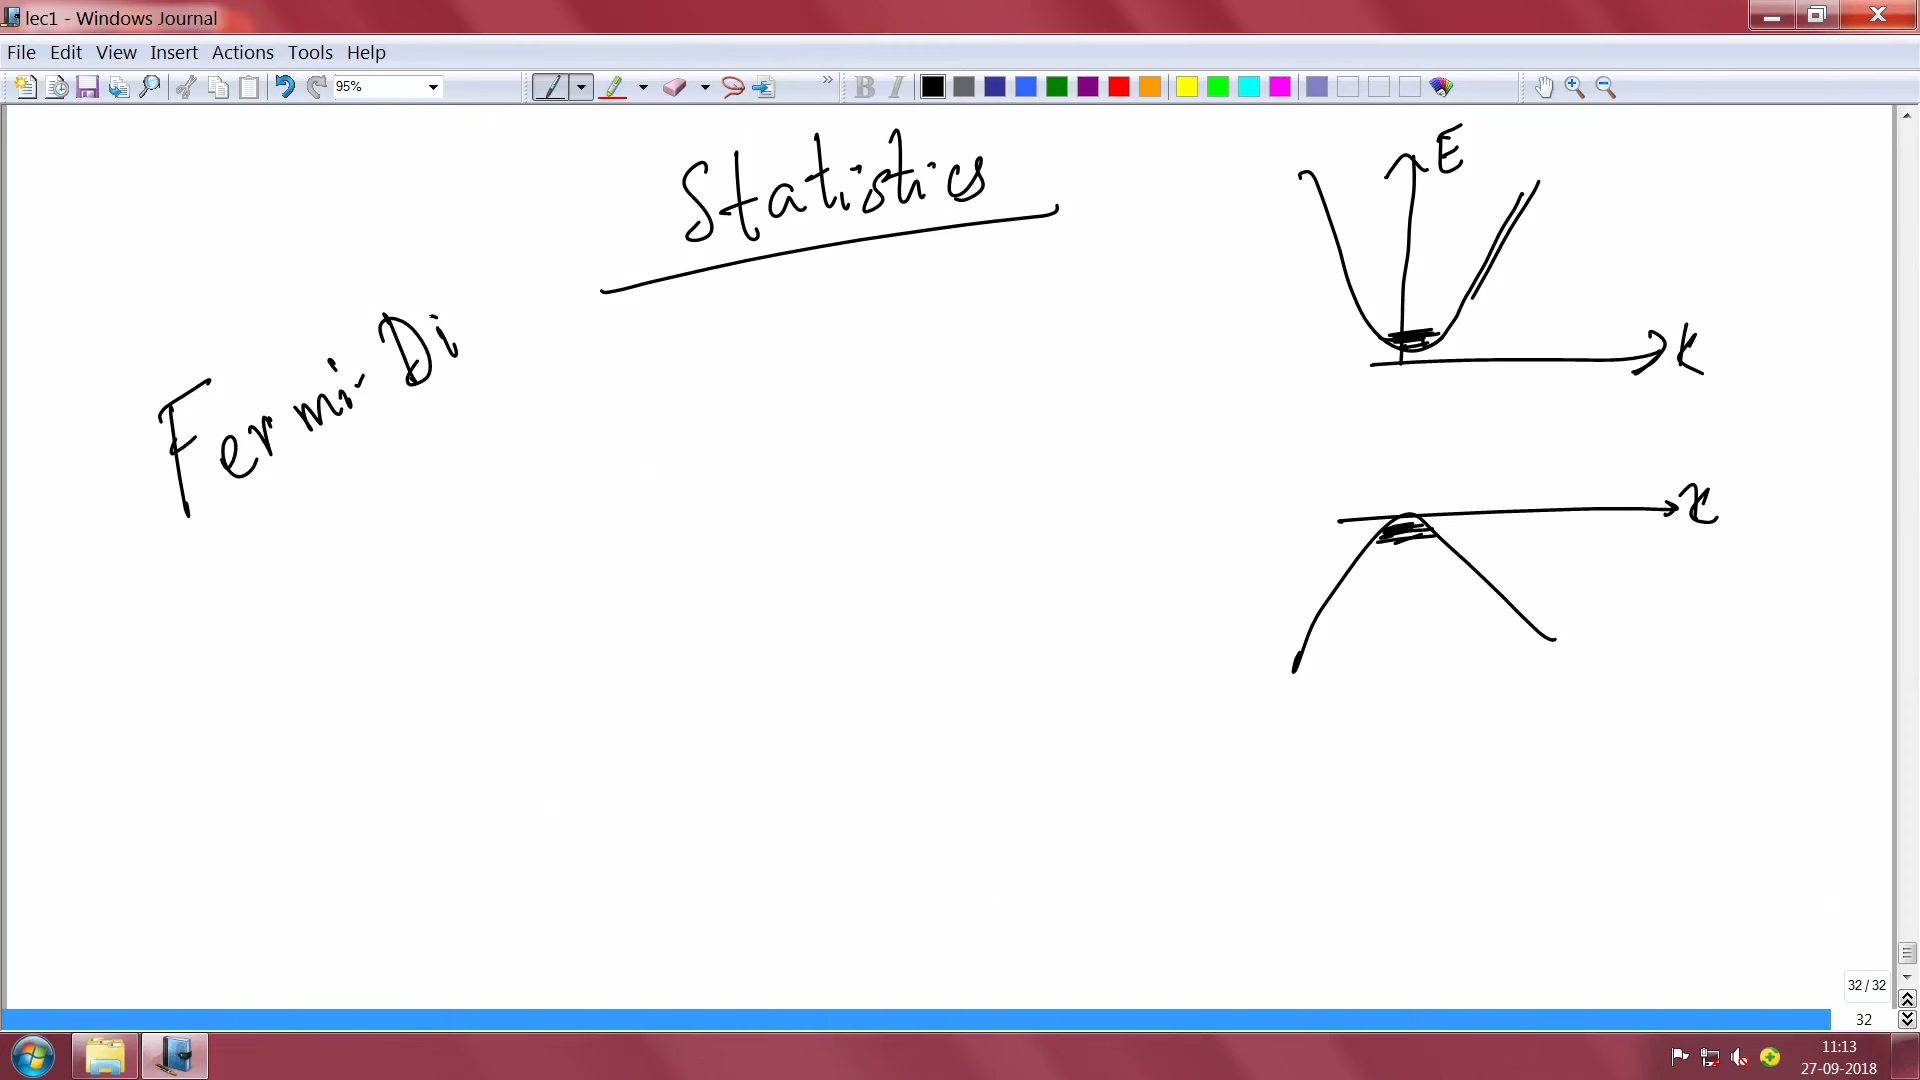 lec1 - Windows Journal
File Edit View Insert Actions Tools Help
95%
B I
Statistics
E
k
Fermi-Di
x
32 / 32
32
11:13
27-09-2018